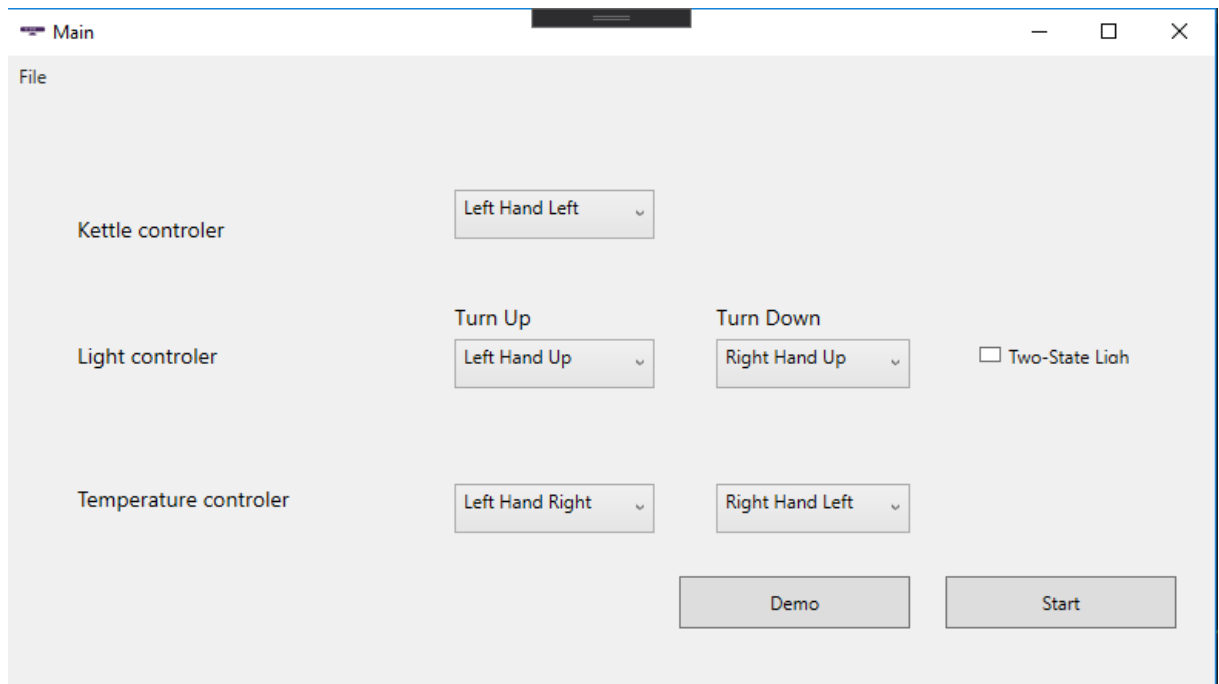 Main
File
Left Hand Left
Kettle controler
Turn Up Turn Down
Light controler Left Hand Up Right Hand Up Two-State Ligh
Temperature controler Left Hand Right Right Hand Left
Demo Start